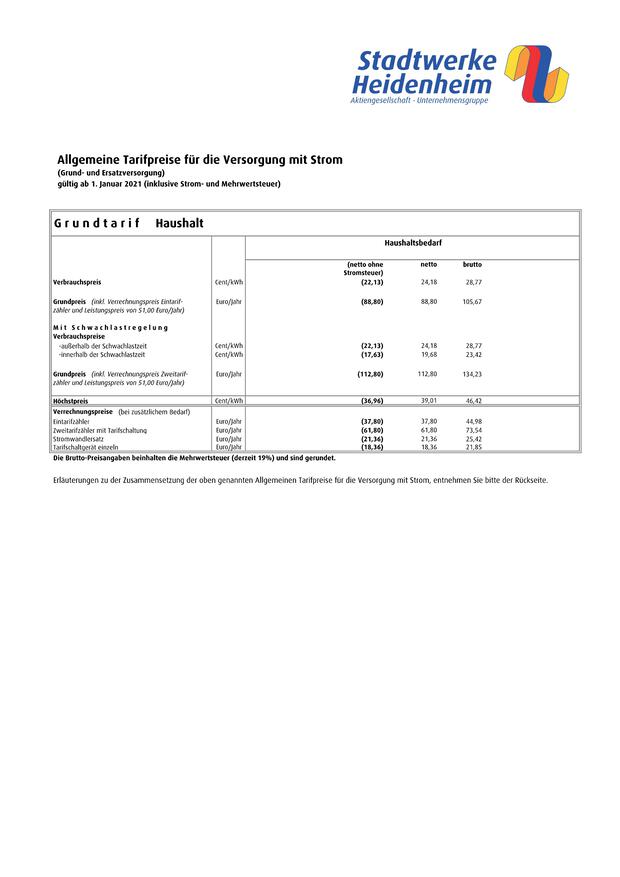 Stadtwerke
Heidenheim
Aktiengesellschaft - Unternehmensgruppe
Allgemeine Tarifpreise für die Versorgung mit Strom
(Grund- und Ersatzversorgung)
gültig ab 1. Januar 2021 (inklusive Strom- und Mehrwertsteuer)
Grundtarif Haushalt
Haushaltsbedarf
(netto ohne netto brutto
Stromsteuer)
Verbrauchspreis Cent/kWh (22,13) 24,18 28,77
Grundpreis (inkl. Verrechnungspreis Eintarif- Euro/Jahr (88,80) 88,80 105,67
zähler und Leistungspreis von 51,00 Euro/Jahr)
Mit Schwachlastregelung
Verbrauchspreise
-außerhalb der Schwachlastzeit Cent/kWh (22,13) 24,18 28,77
-innerhalb der Schwachlastzeit Cent/kWh (17,63) 19,68 23,42
Grundpreis (inkl. Verrechnungspreis Zweitarif- Euro/Jahr (112,80) 112,80 134,23
zähler und Leistungspreis von 51,00 Euro/Jahr)
Höchstpreis Cent/kWh (36,96) 39,01 46,42
Verrechnungspreise (bei zusätzlichem Bedarf)
Eintarifzähler Euro/Jahr (37,80) 37,80 44,98
Zweitarifzähler mit Tarifschaltung Euro/Jahr (61,80) 61,80 73,54
Stromwandlersatz Euro/Jahr (21,36) 21,36 25,42
Tarifschaltgerät einzeln Euro/Jahr (18,36) 18,36 21,85
Die Brutto-Preisangaben beinhalten die Mehrwertsteuer (derzeit 19%) und sind gerundet.
Erläuterungen zu der Zusammensetzung der oben genannten Allgemeinen Tarifpreise für die Versorgung mit Strom, entnehmen Sie bitte der Rückseite.